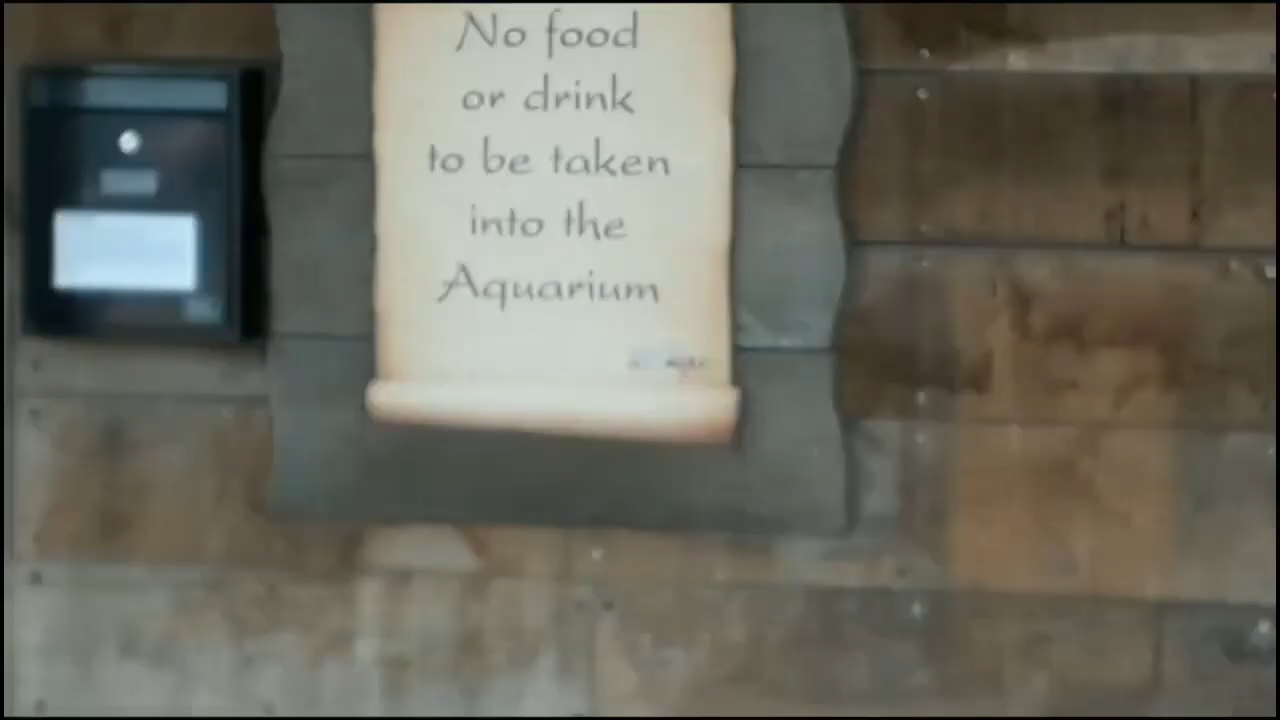 No food
or drink
to be taken
into the
Aquarium